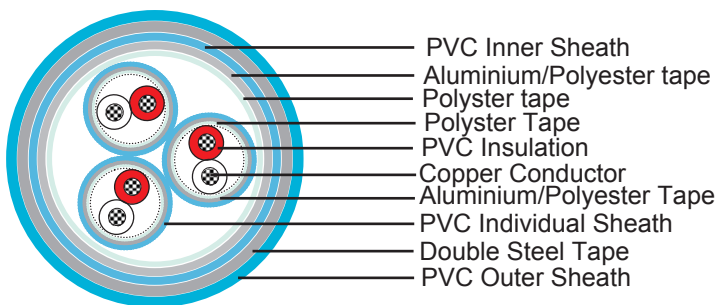 PVC Inner Sheath
Aluminium/Polyester tape
Polyster tape
Polyster Tape
PVC Insulation
Copper Conductor
Aluminium/Polyester Tape
PVC Individual Sheath
Double Steel Tape
PVC Outer Sheath